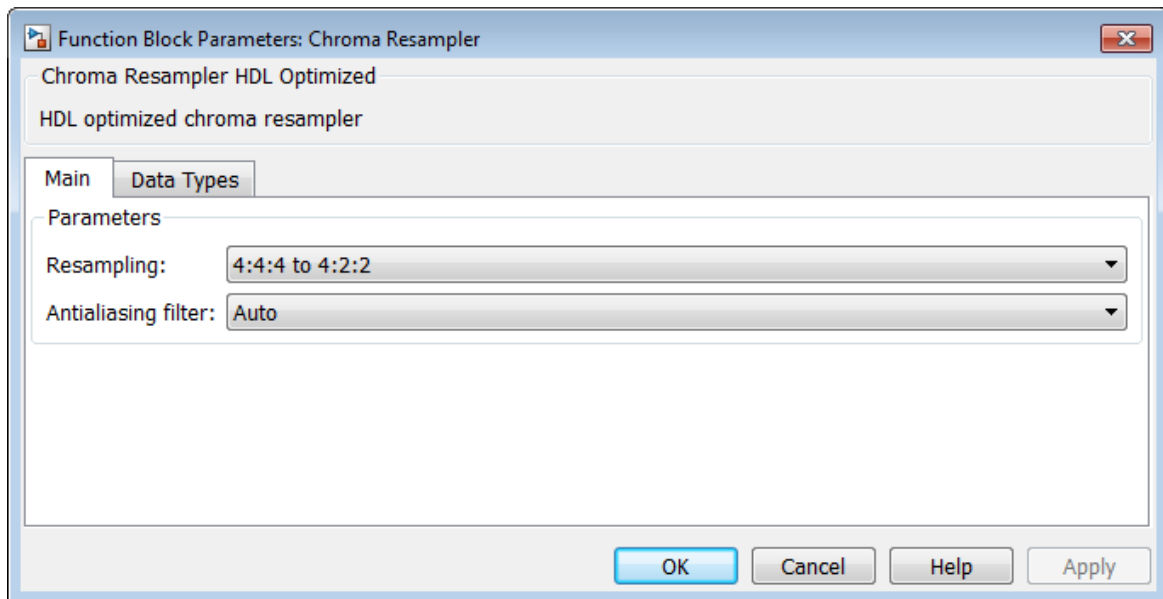 Function Block Parameters: Chroma Resampler
Chroma Resampler HDL Optimized
HDL optimized chroma resampler
Main Data Types
Parameters
Resampling: 4:4:4 to 4:2:2
Antialiasing filter: Auto
OK Cancel Help Apply